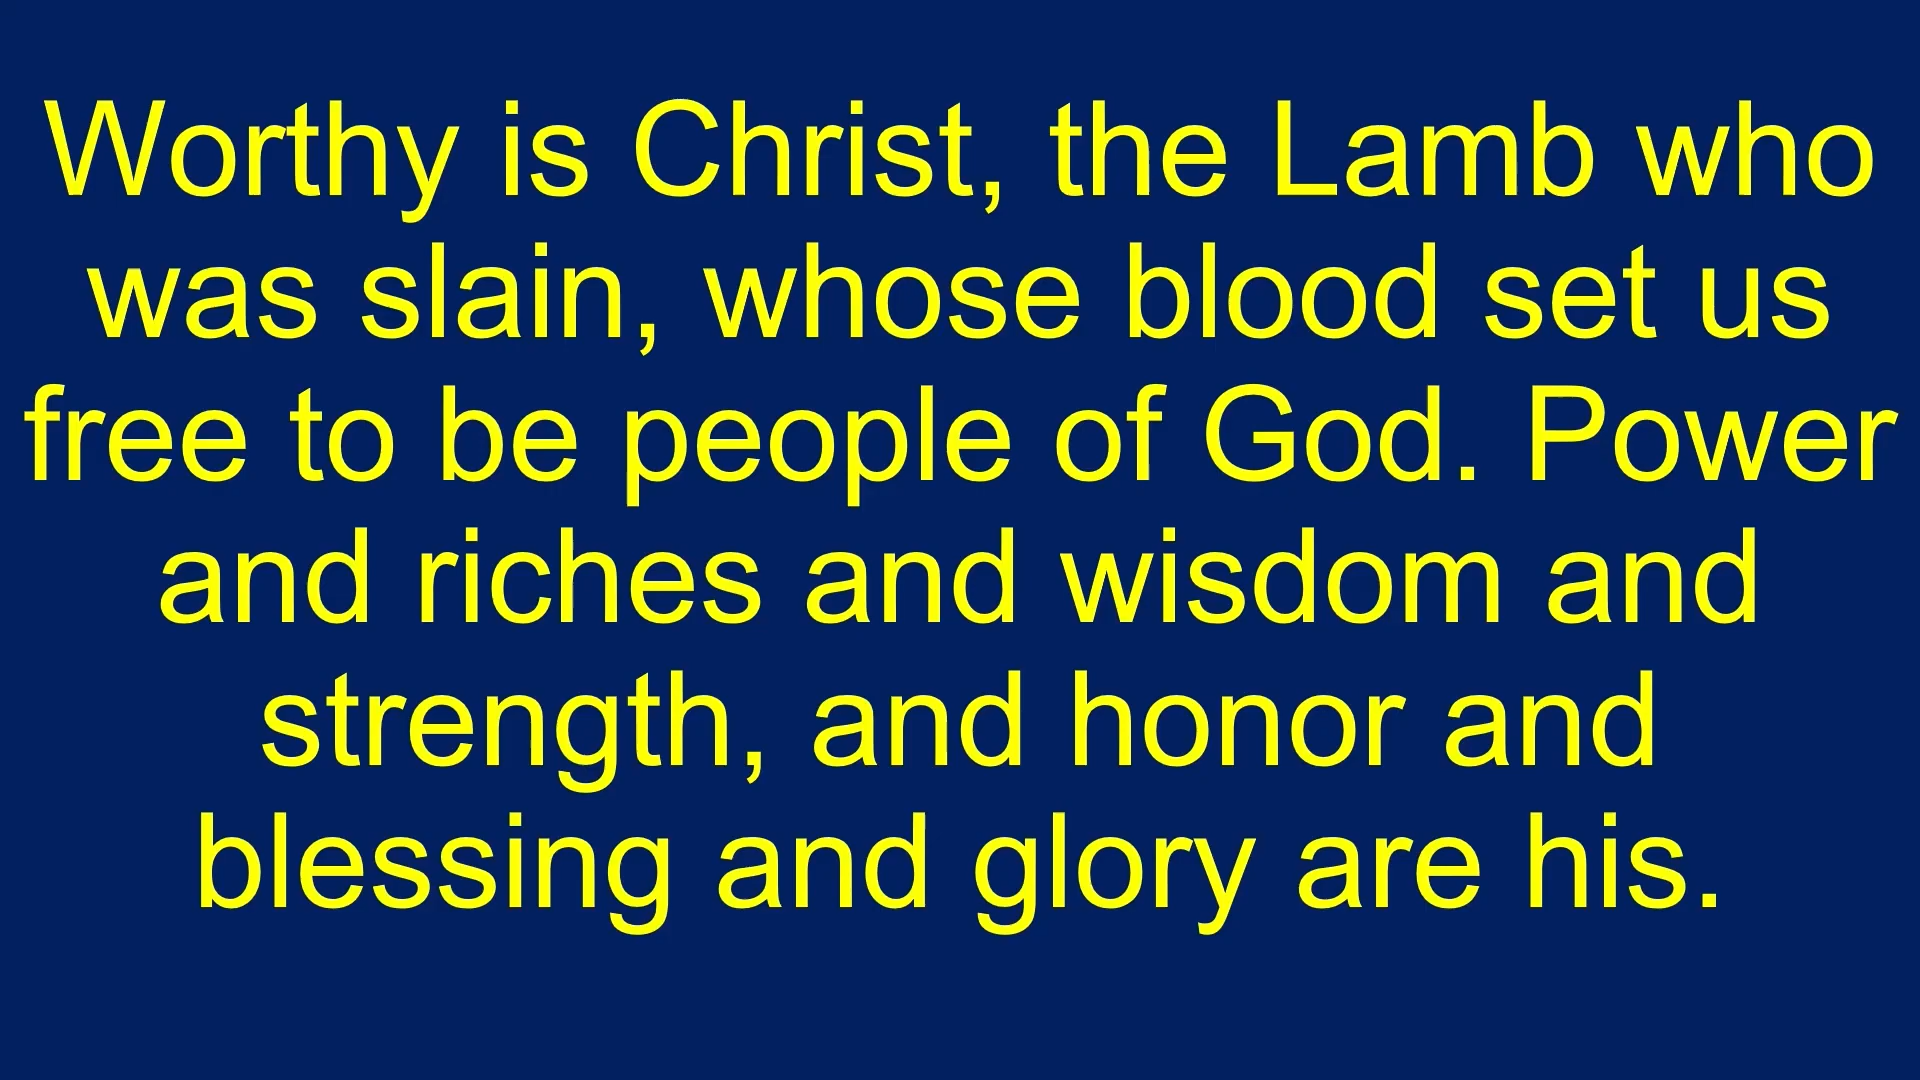 Worthy is Christ, the Lamb who
was slain, whose blood set us
free to be people of God. Power
and riches and wisdom and
strength, and honor and
blessing and glory are his.